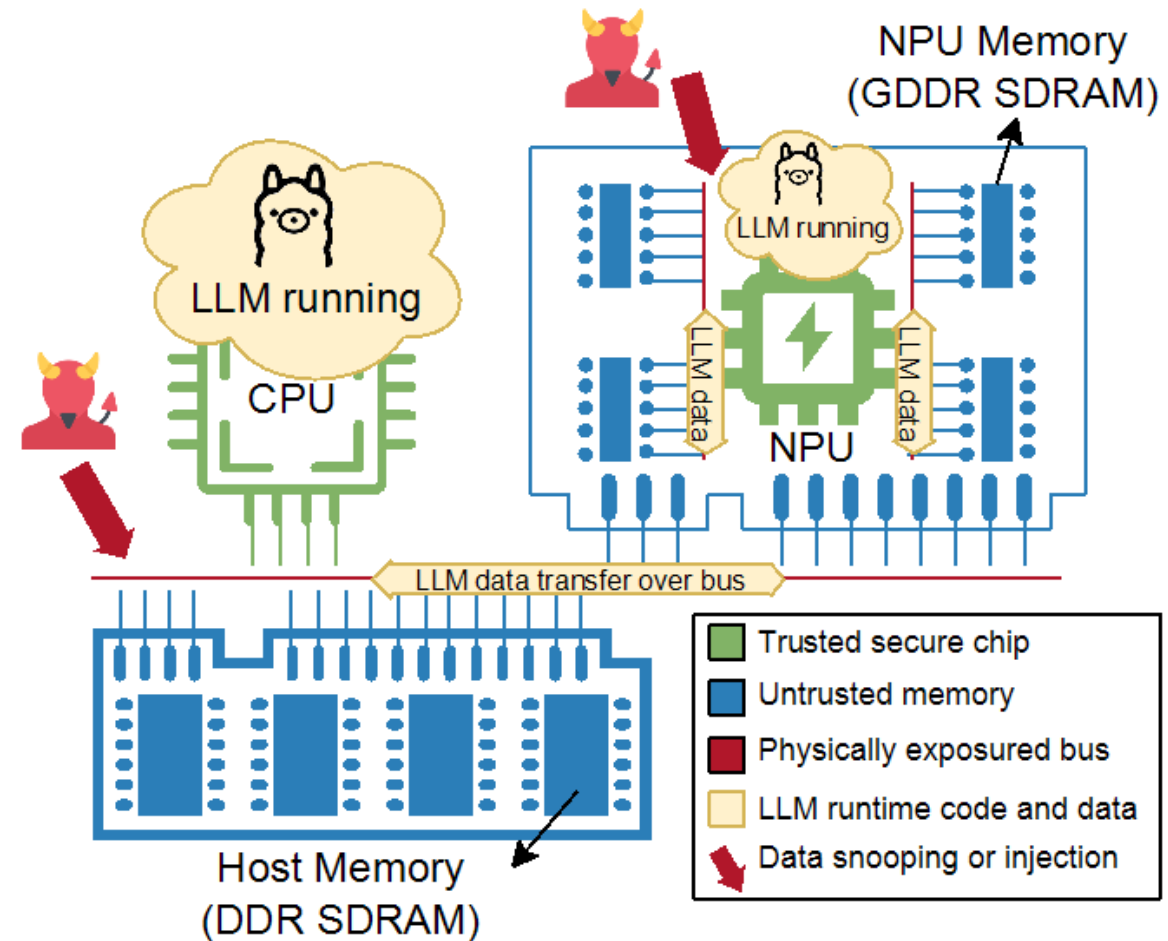 NPU Memory
(GDDR SDRAM)
LLM running
LLM running
CPU
LLM data
LLM data
NPU
LLM data transfer over bus
Trusted secure chip
Untrusted memory
Physically exposured bus
LLM runtime code and data
Data snooping or injection
Host Memory
(DDR SDRAM)